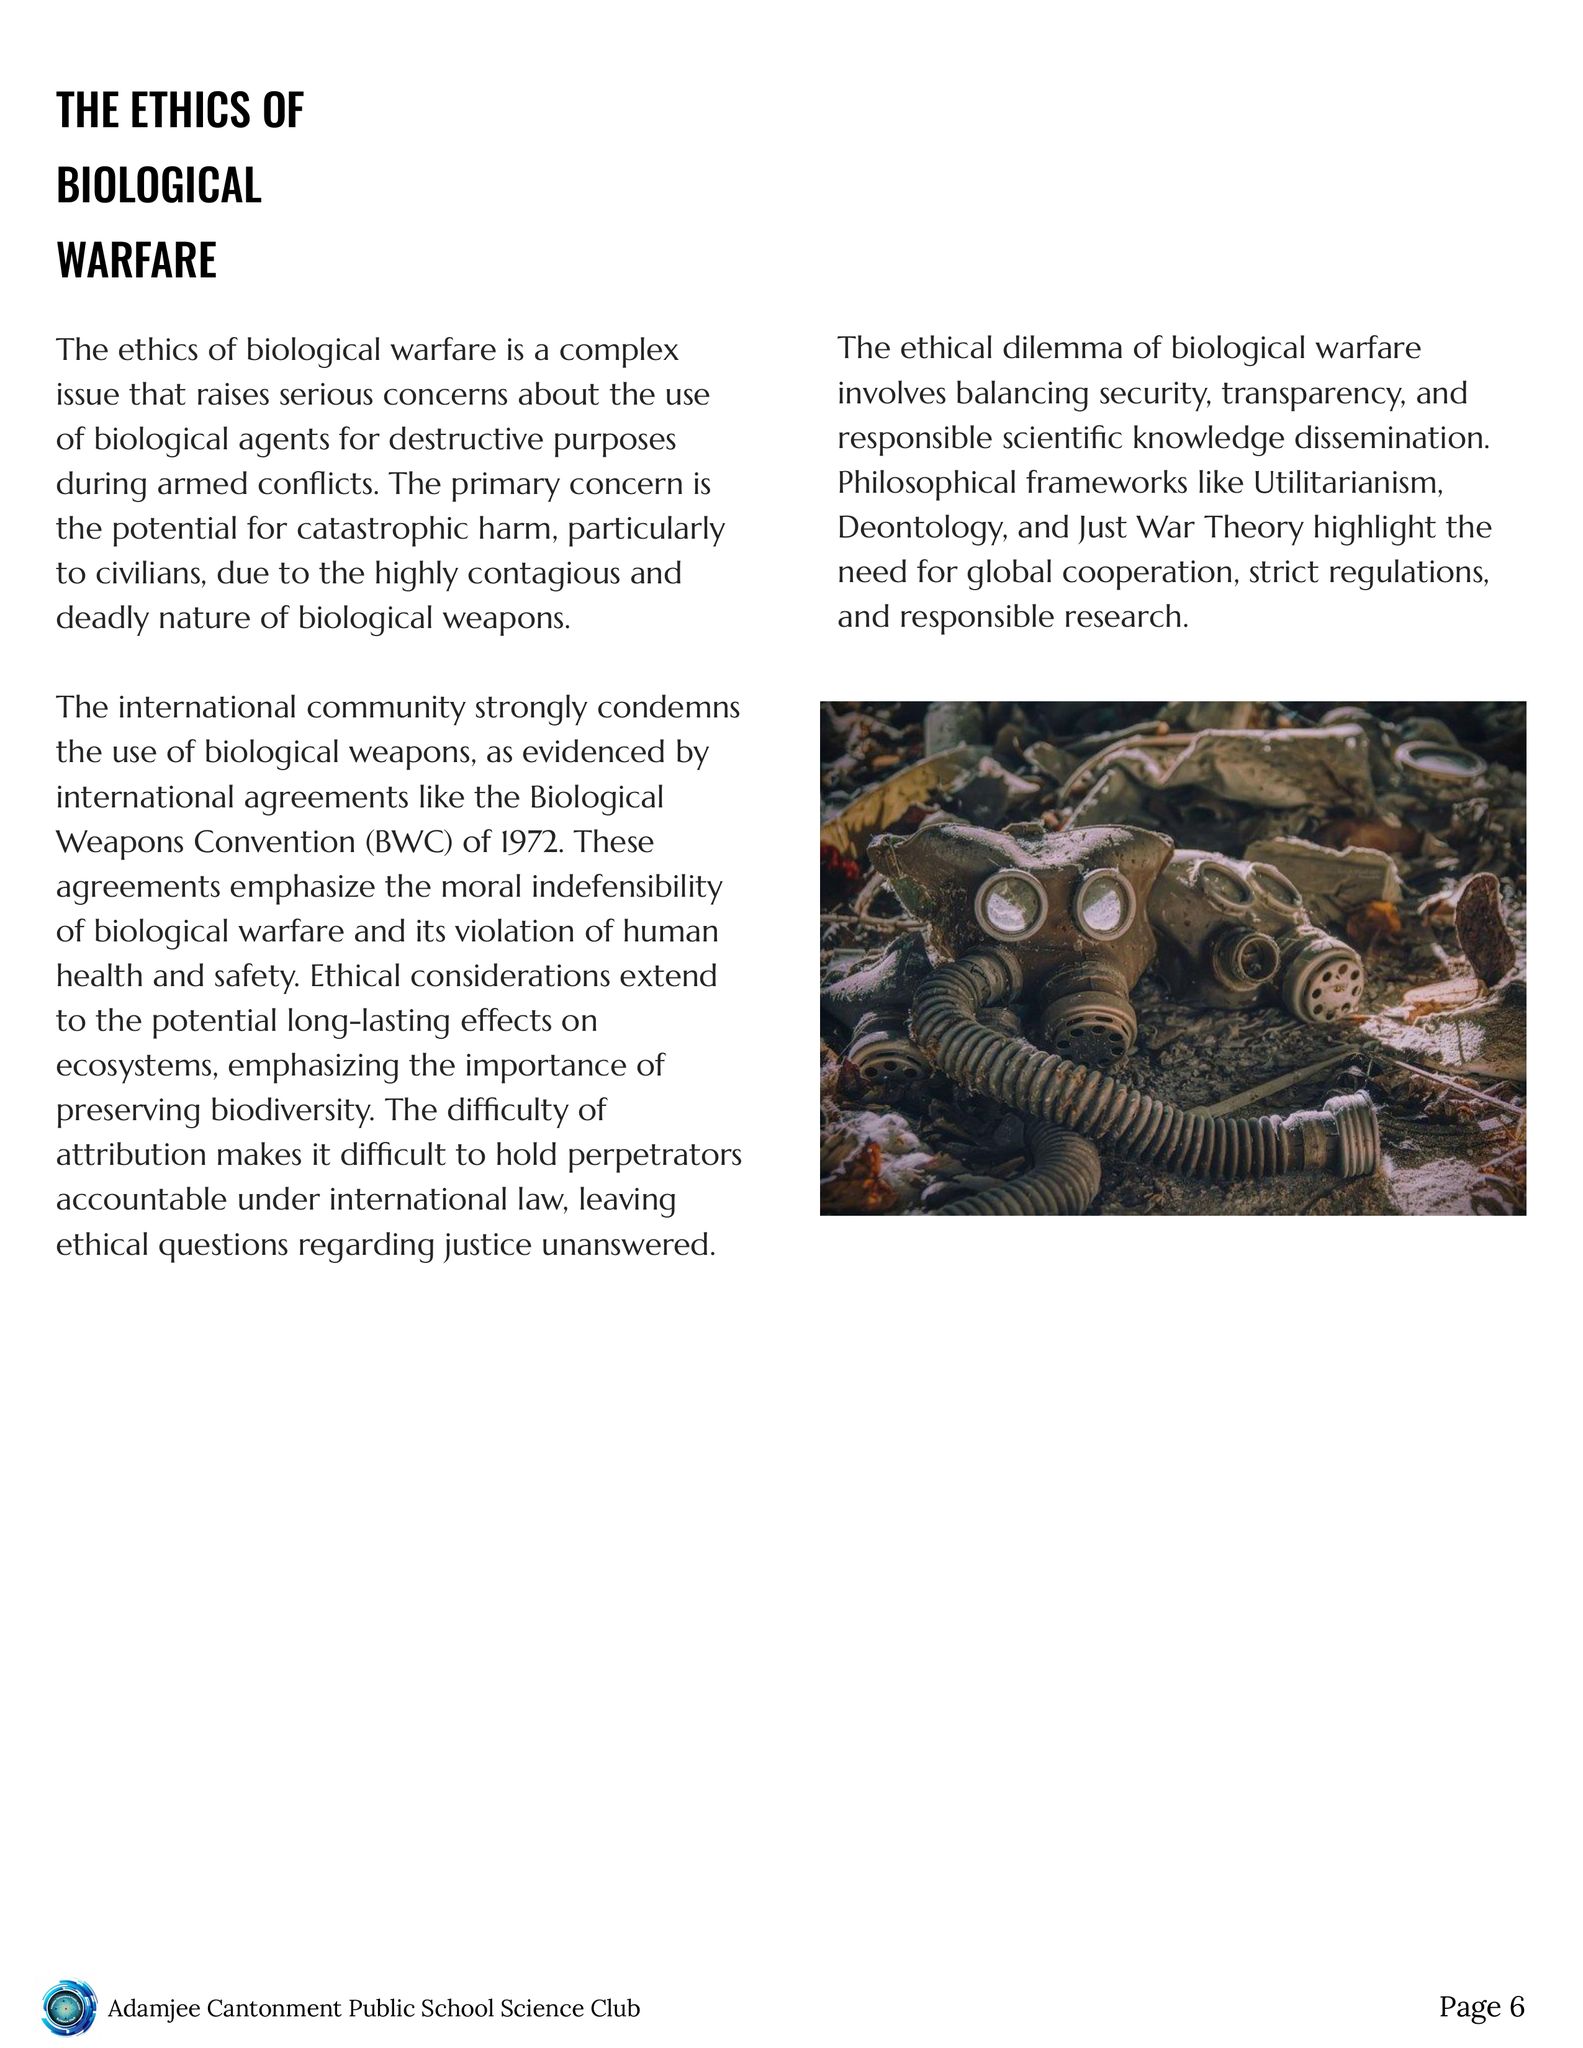 THE ETHICS OF
BIOLOGICAL
WARFARE
The ethics of biological warfare is a complex
issue that raises serious concerns about the use
of biological agents for destructive purposes
during armed conflicts. The primary concern is
the potential for catastrophic harm, particularly
to civilians, due to the highly contagious and
deadly nature of biological weapons.
The international community strongly condemns
the use of biological weapons, as evidenced by
international agreements like the Biological
Weapons Convention (BWC) of 1972. These
agreements emphasize the moral indefensibility
of biological warfare and its violation of human
health and safety. Ethical considerations extend
to the potential long-lasting effects on
ecosystems, emphasizing the importance of
preserving biodiversity. The difficulty of
attribution makes it difficult to hold perpetrators
accountable under international law, leaving
ethical questions regarding justice unanswered.
The ethical dilemma of biological warfare
involves balancing security, transparency, and
responsible scientific knowledge dissemination.
Philosophical frameworks like Utilitarianism,
Deontology, and Just War Theory highlight the
need for global cooperation, strict regulations,
and responsible research.
Adamjee Cantonment Public School Science Club
Page 6